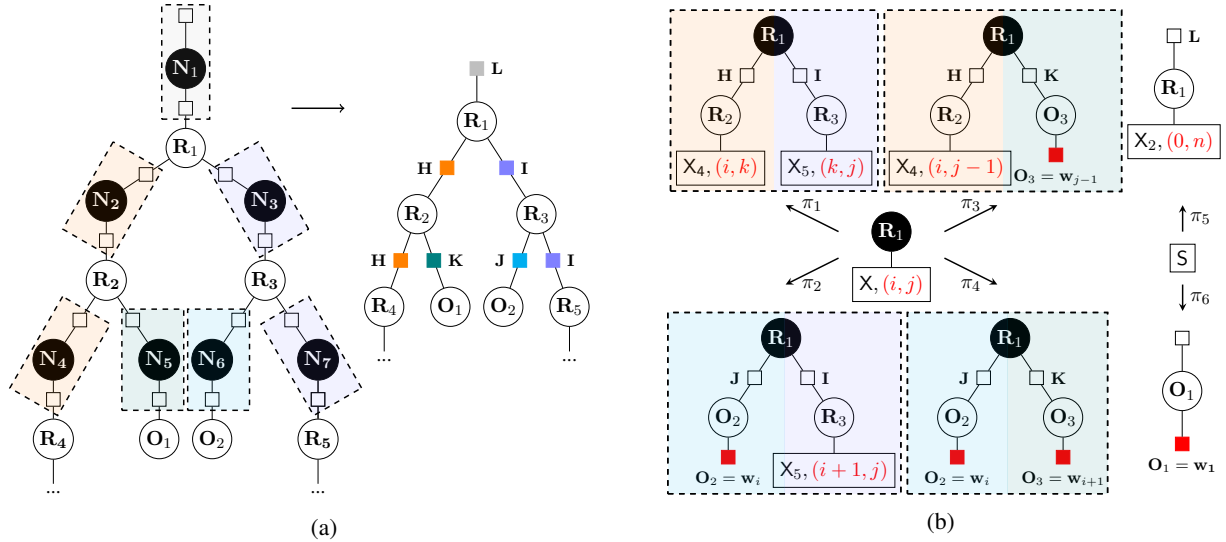 N₁
R₁
N₂ N₃
R₂ R₃
N₄ N₅ N₆ N₇
R₄ O₁ O₂ R₅
... ...
L
R₁
H I
R₂ R₃
H K J I
R₄ O₁ O₂ R₅
... ...
(a)
R₁
H I
R₂ R₃
X₄, (i, k) X₅, (k, j)
R₁
H K
R₂ O₃
X₄, (i, j−1)
O₃ = wⱼ₋₁
L
R₁
X₂, (0, n)
π₁ π₃
R₁
X, (i, j)
π₂ π₄
π₅
S
π₆
R₁
J I
O₂ R₃
X₅, (i+1, j)
O₂ = wᵢ
R₁
J K
O₂ O₃
O₂ = wᵢ O₃ = wᵢ₊₁
O₁
O₁ = w₁
(b)